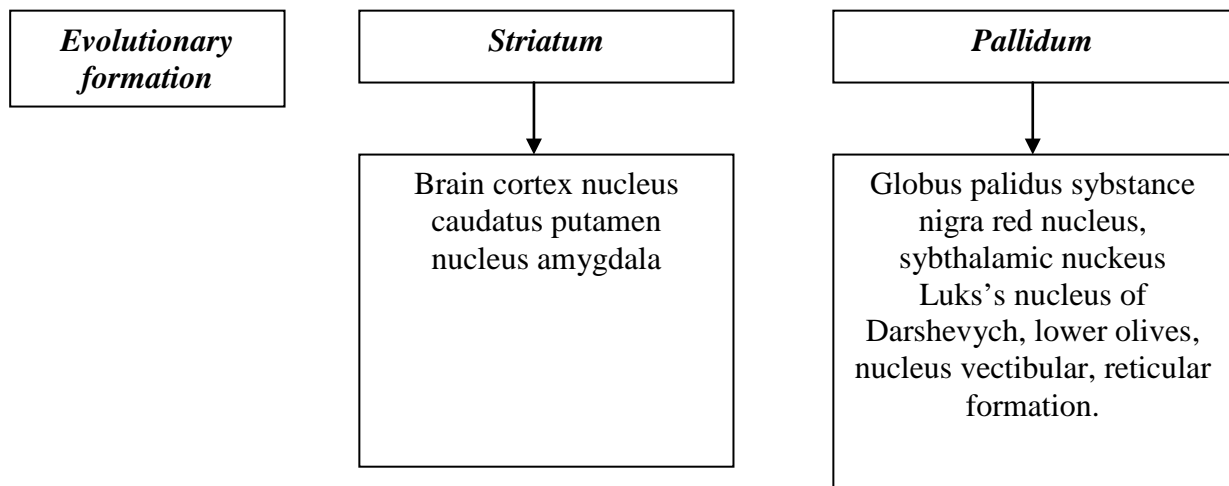 Evolutionary
formation
Striatum
Pallidum
Brain cortex nucleus
caudatus putamen
nucleus amygdala
Globus palidus sybstance
nigra red nucleus,
sybthalamic nuckeus
Luks’s nucleus of
Darshevych, lower olives,
nucleus vectibular, reticular
formation.